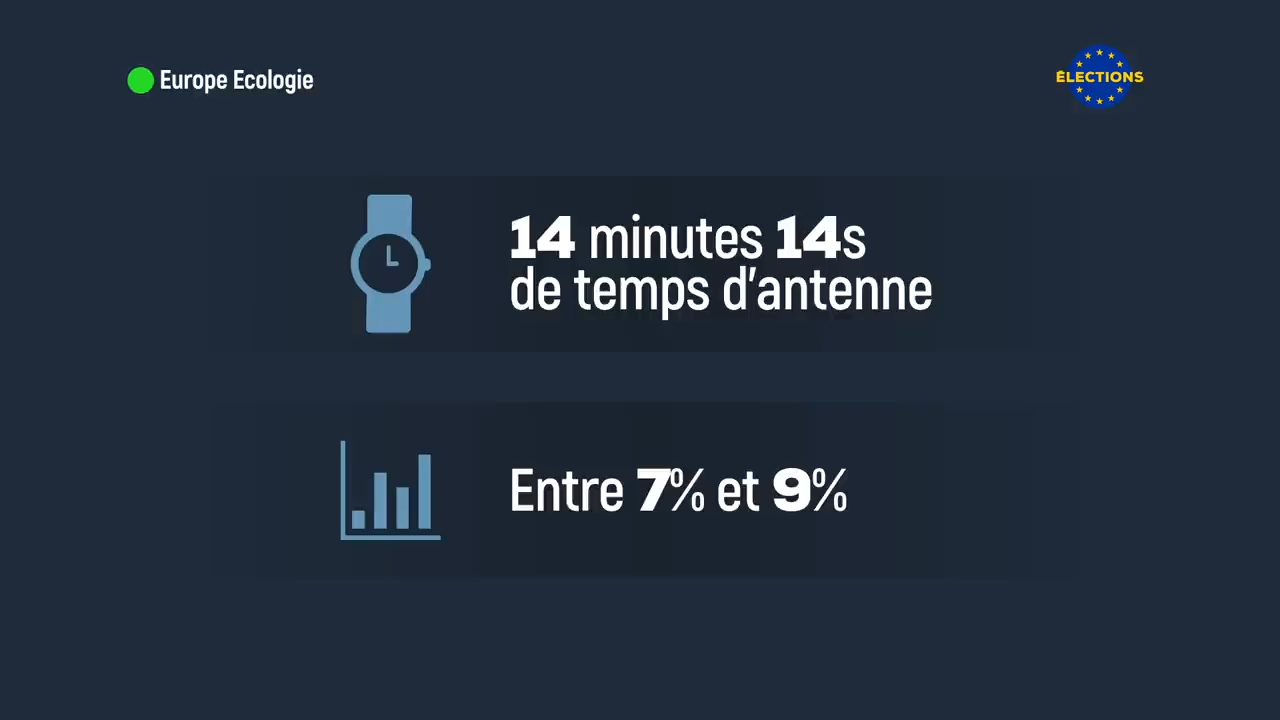 Europe Ecologie
ÉLECTIONS
14 minutes 14s
de temps d'antenne
Entre 7% et 9%